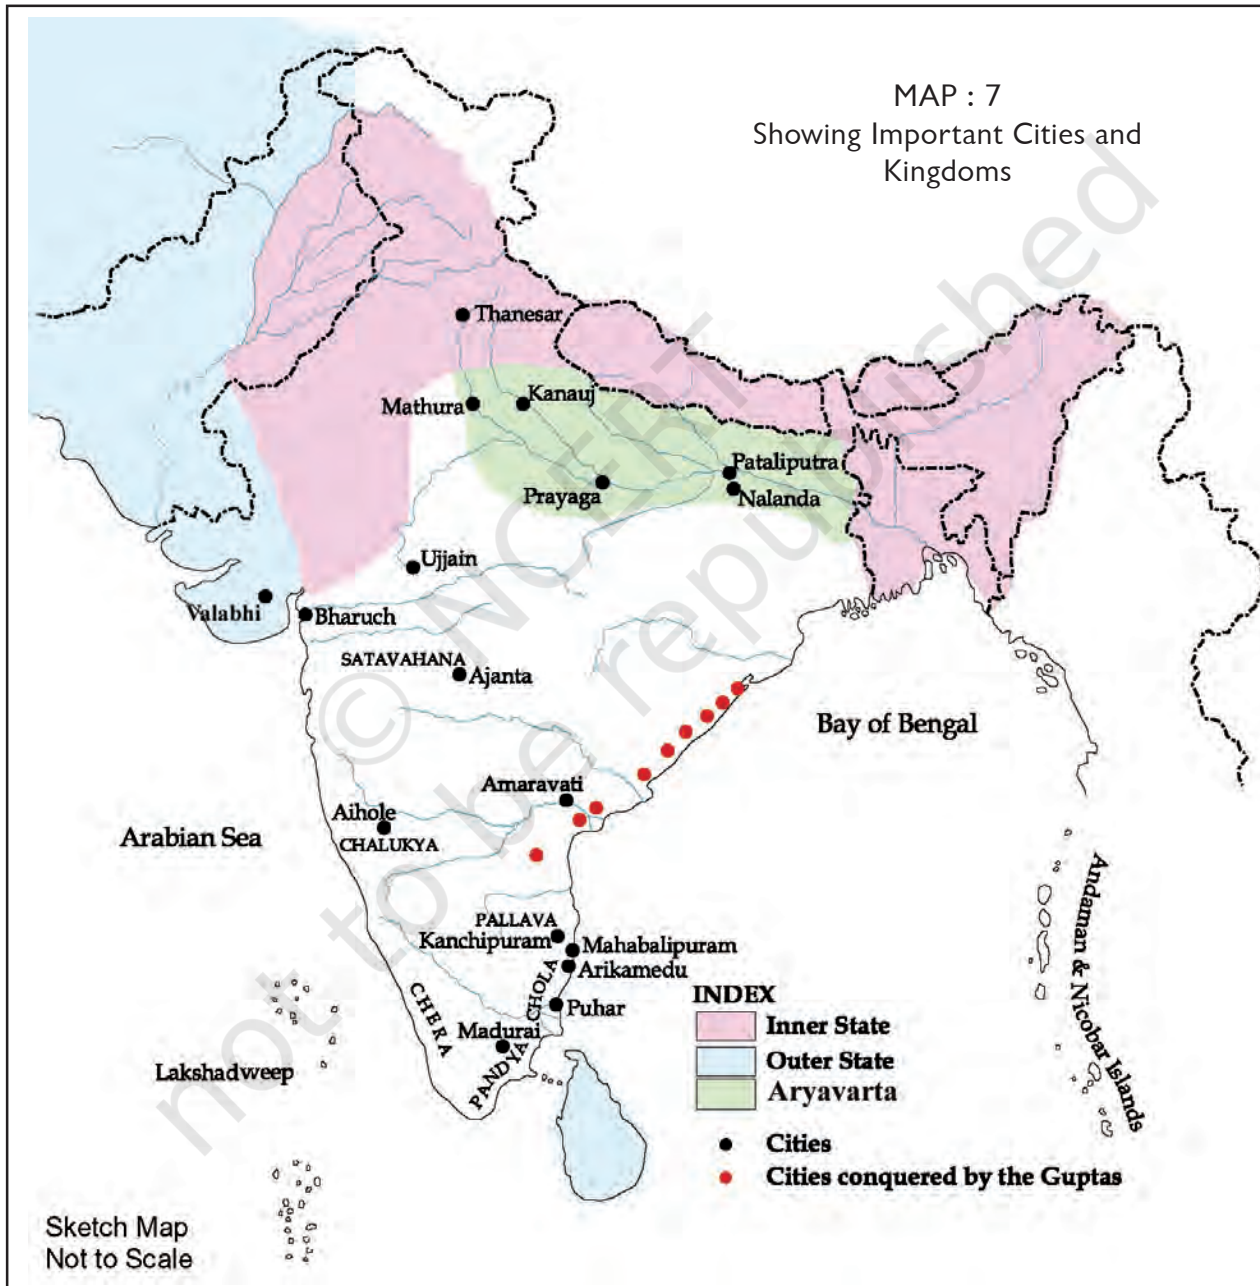 MAP : 7
Showing Important Cities and
Kingdoms
Thanesar
Kanauj
Mathura
Pataliputra
Prayaga
Nalanda
Ujjain
Valabhi
Bharuch
SATAVAHANA
Ajanta
Bay of Bengal
Amaravati
Aihole
Arabian Sea
CHALUKYA
PALLAVA
Kanchipuram
Mahabalipuram
Arikamedu
CHOLA
Puhar
CHERA
Madurai
PANDYA
Lakshadweep
Andaman & Nicobar Islands
INDEX
Inner State
Outer State
Aryavarta
Cities
Cities conquered by the Guptas
Sketch Map
Not to Scale
© NCERT
not to be republished